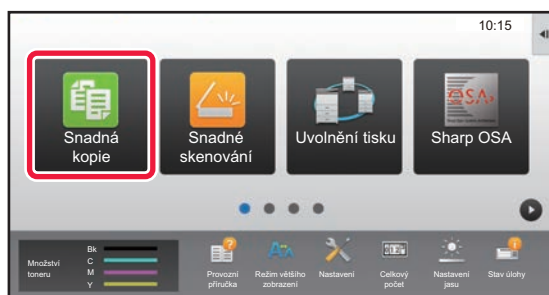 10:15
Snadná
kopie
Snadné
skenování
Uvolnění tisku
Sharp OSA
OSA
Množství
toneru
Bk
C
M
Y
Provozní
příručka
Režim většího
zobrazení
Nastavení
Celkový
počet
Nastavení
jasu
Stav úlohy